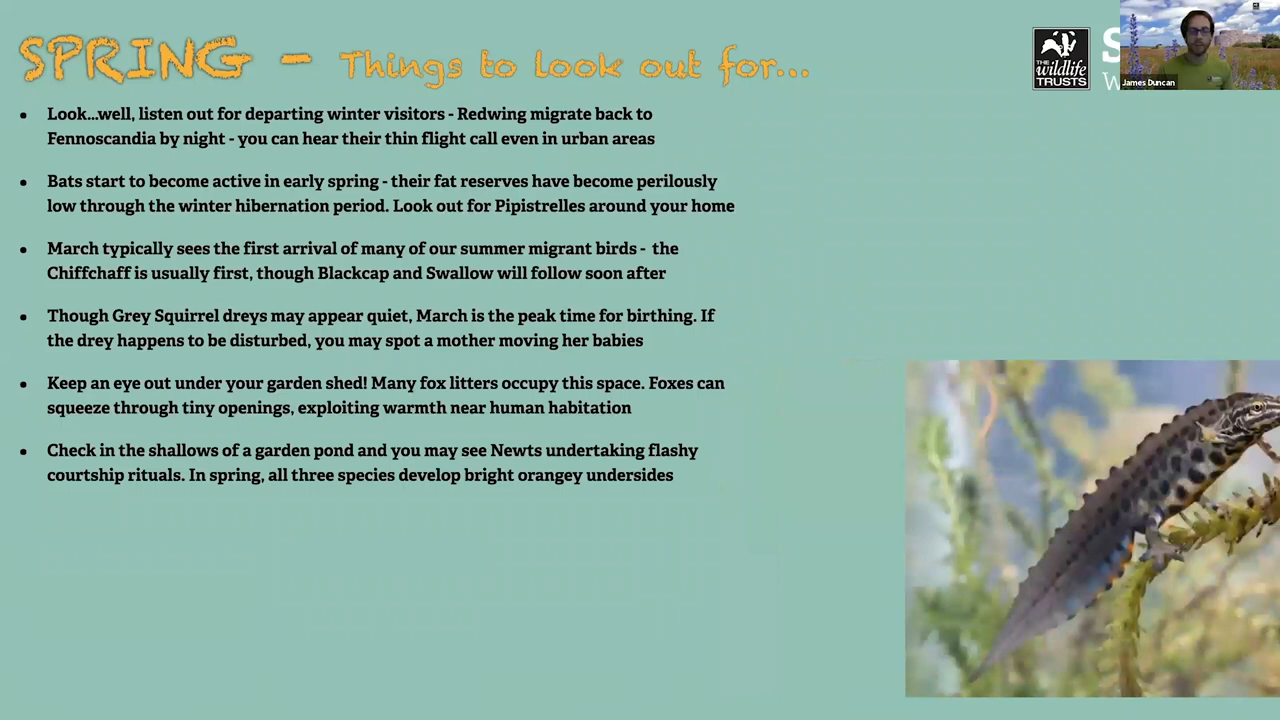 SPRING - Things to look out for...
THE
wildlife
TRUSTS
S
W
James Duncan
• Look...well, listen out for departing winter visitors - Redwing migrate back to
Fennoscandia by night - you can hear their thin flight call even in urban areas
• Bats start to become active in early spring - their fat reserves have become perilously
low through the winter hibernation period. Look out for Pipistrelles around your home
• March typically sees the first arrival of many of our summer migrant birds - the
Chiffchaff is usually first, though Blackcap and Swallow will follow soon after
• Though Grey Squirrel dreys may appear quiet, March is the peak time for birthing. If
the drey happens to be disturbed, you may spot a mother moving her babies
• Keep an eye out under your garden shed! Many fox litters occupy this space. Foxes can
squeeze through tiny openings, exploiting warmth near human habitation
• Check in the shallows of a garden pond and you may see Newts undertaking flashy
courtship rituals. In spring, all three species develop bright orangey undersides